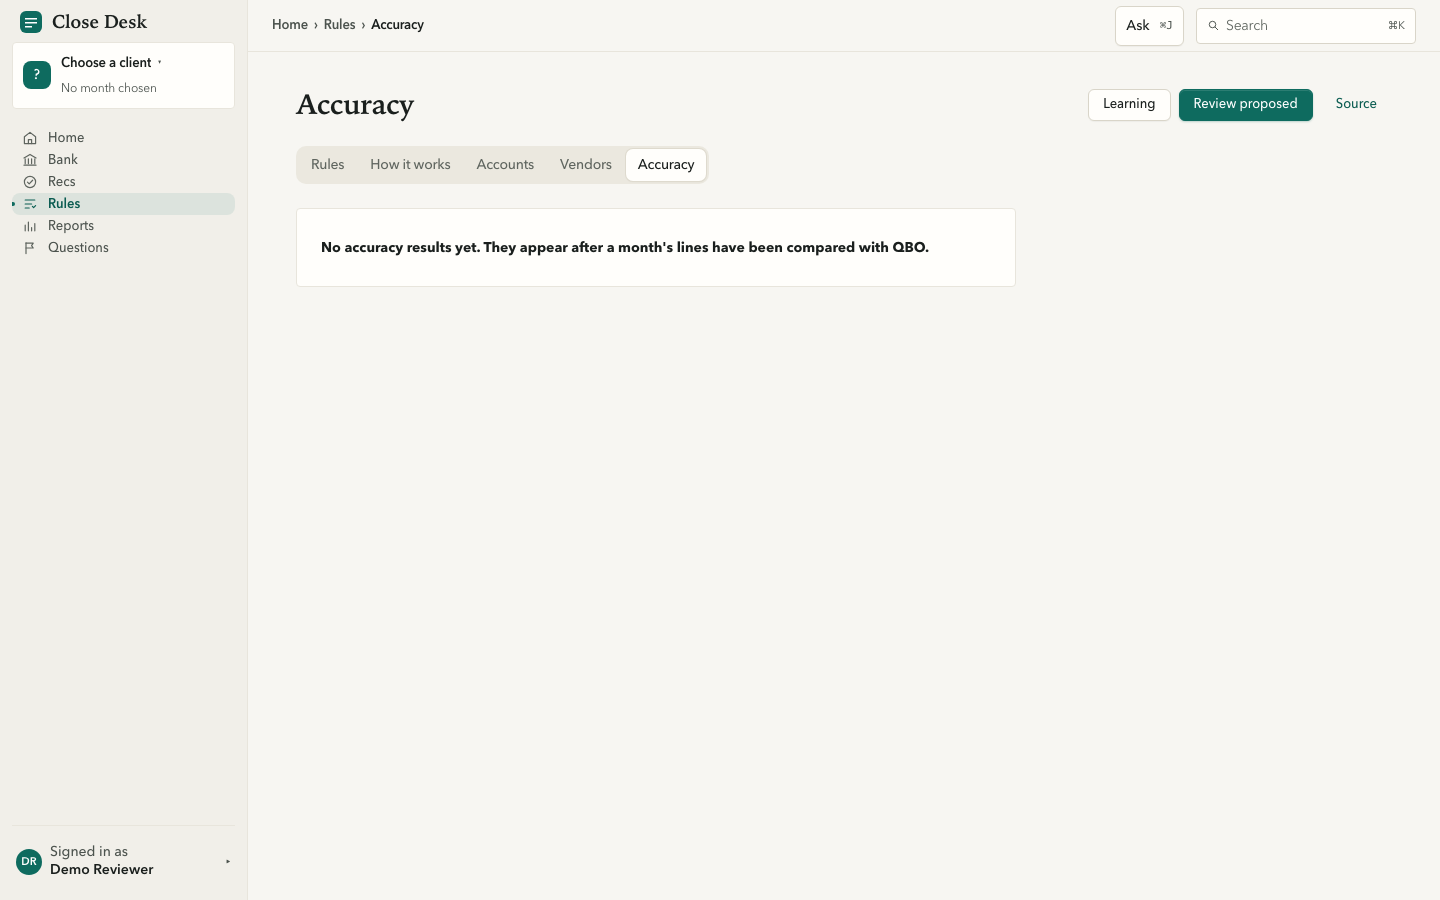 Close Desk
?
Choose a client
No month chosen
Home
Bank
Recs
Rules
Reports
Questions
DR
Signed in as
Demo Reviewer
Home › Rules › Accuracy
Ask ⌘J
Search ⌘K
Accuracy
Learning
Review proposed
Source
Rules
How it works
Accounts
Vendors
Accuracy
No accuracy results yet. They appear after a month's lines have been compared with QBO.